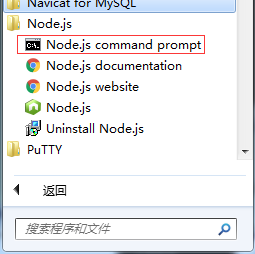 Navicat for MySQL
Node.js
Node.js command prompt
Node.js documentation
Node.js website
Node.js
Uninstall Node.js
PuTTY
返回
搜索程序和文件